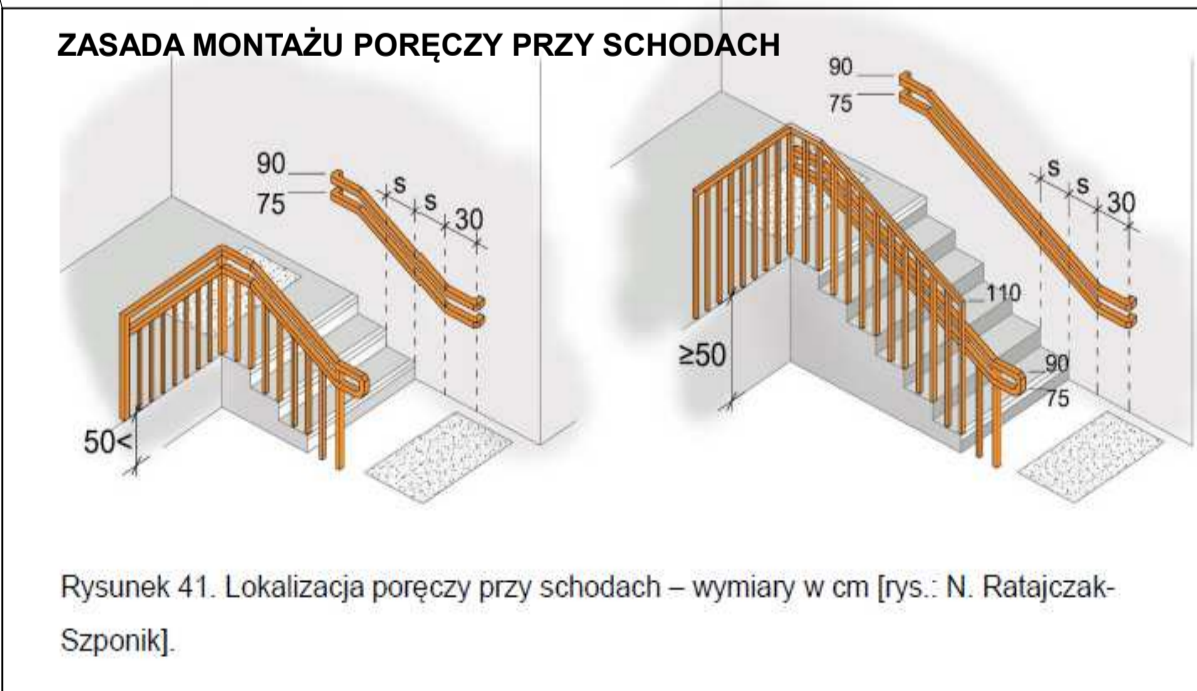 ZASADA MONTAŻU PORĘCZY PRZY SCHODACH
90
75
s
s
30
50<
90
75
s
s
30
110
≥50
90
75
Rysunek 41. Lokalizacja poręczy przy schodach – wymiary w cm [rys.: N. Ratajczak-
Szponik].